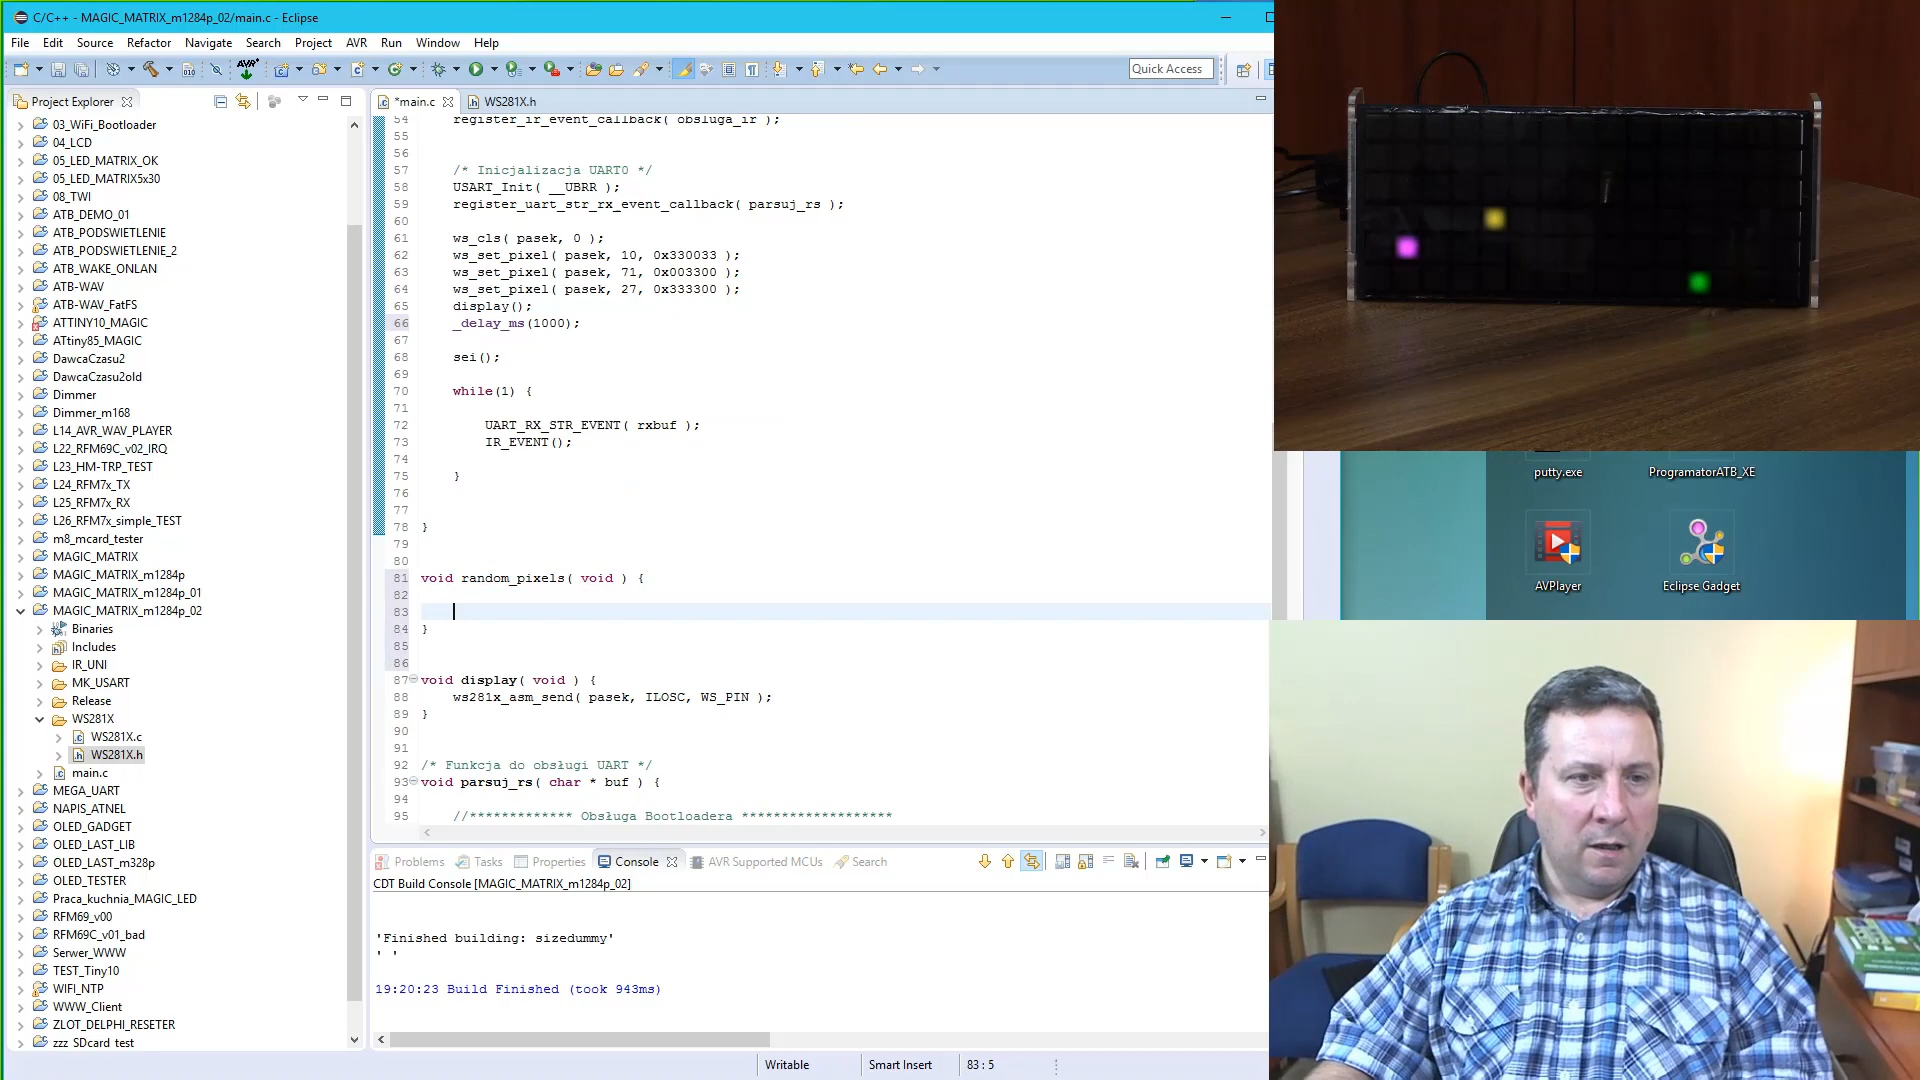 C/C++ - MAGIC_MATRIX_m1284p_02/main.c - Eclipse
File Edit Source Refactor Navigate Search Project AVR Run Window Help
AVR*
Quick Access
Project Explorer
03_WiFi_Bootloader
04_LCD
05_LED_MATRIX_OK
05_LED_MATRIX5x30
08_TWI
ATB_DEMO_01
ATB_PODSWIETLENIE
ATB_PODSWIETLENIE_2
ATB_WAKE_ONLAN
ATB-WAV
ATB-WAV_FatFS
ATTINY10_MAGIC
ATtiny85_MAGIC
DawcaCzasu2
DawcaCzasu2old
Dimmer
Dimmer_m168
L14_AVR_WAV_PLAYER
L22_RFM69C_v02_IRQ
L23_HM-TRP_TEST
L24_RFM7x_TX
L25_RFM7x_RX
L26_RFM7x_simple_TEST
m8_mcard_tester
MAGIC_MATRIX
MAGIC_MATRIX_m1284p
MAGIC_MATRIX_m1284p_01
MAGIC_MATRIX_m1284p_02
Binaries
Includes
IR_UNI
MK_USART
Release
WS281X
WS281X.c
WS281X.h
main.c
MEGA_UART
NAPIS_ATNEL
OLED_GADGET
OLED_LAST_LIB
OLED_LAST_m328p
OLED_TESTER
Praca_kuchnia_MAGIC_LED
RFM69_v00
RFM69C_v01_bad
Serwer_WWW
TEST_Tiny10
WIFI_NTP
WWW_Client
ZLOT_DELPHI_RESETER
zzz_SDcard_test
*main.c WS281X.h
54 register_ir_event_callback( obsluga_ir );
55
56
57 /* Inicjalizacja UART0 */
58 USART_Init( __UBRR );
59 register_uart_str_rx_event_callback( parsuj_rs );
60
61 ws_cls( pasek, 0 );
62 ws_set_pixel( pasek, 10, 0x330033 );
63 ws_set_pixel( pasek, 71, 0x003300 );
64 ws_set_pixel( pasek, 27, 0x333300 );
65 display();
66 _delay_ms(1000);
67
68 sei();
69
70 while(1) {
71
72 UART_RX_STR_EVENT( rxbuf );
73 IR_EVENT();
74
75 }
76
77
78 }
79
80
81 void random_pixels( void ) {
82
83
84 }
85
86
87 void display( void ) {
88 ws281x_asm_send( pasek, ILOSC, WS_PIN );
89 }
90
91
92 /* Funkcja do obsługi UART */
93 void parsuj_rs( char * buf ) {
94
95 //************* Obsługa Bootloadera *******************
Problems Tasks Properties Console AVR Supported MCUs Search
CDT Build Console [MAGIC_MATRIX_m1284p_02]
'Finished building: sizedummy'
' '
19:20:23 Build Finished (took 943ms)
Writable Smart Insert 83 : 5
putty.exe ProgramatorATB_XE
AVPlayer Eclipse Gadget